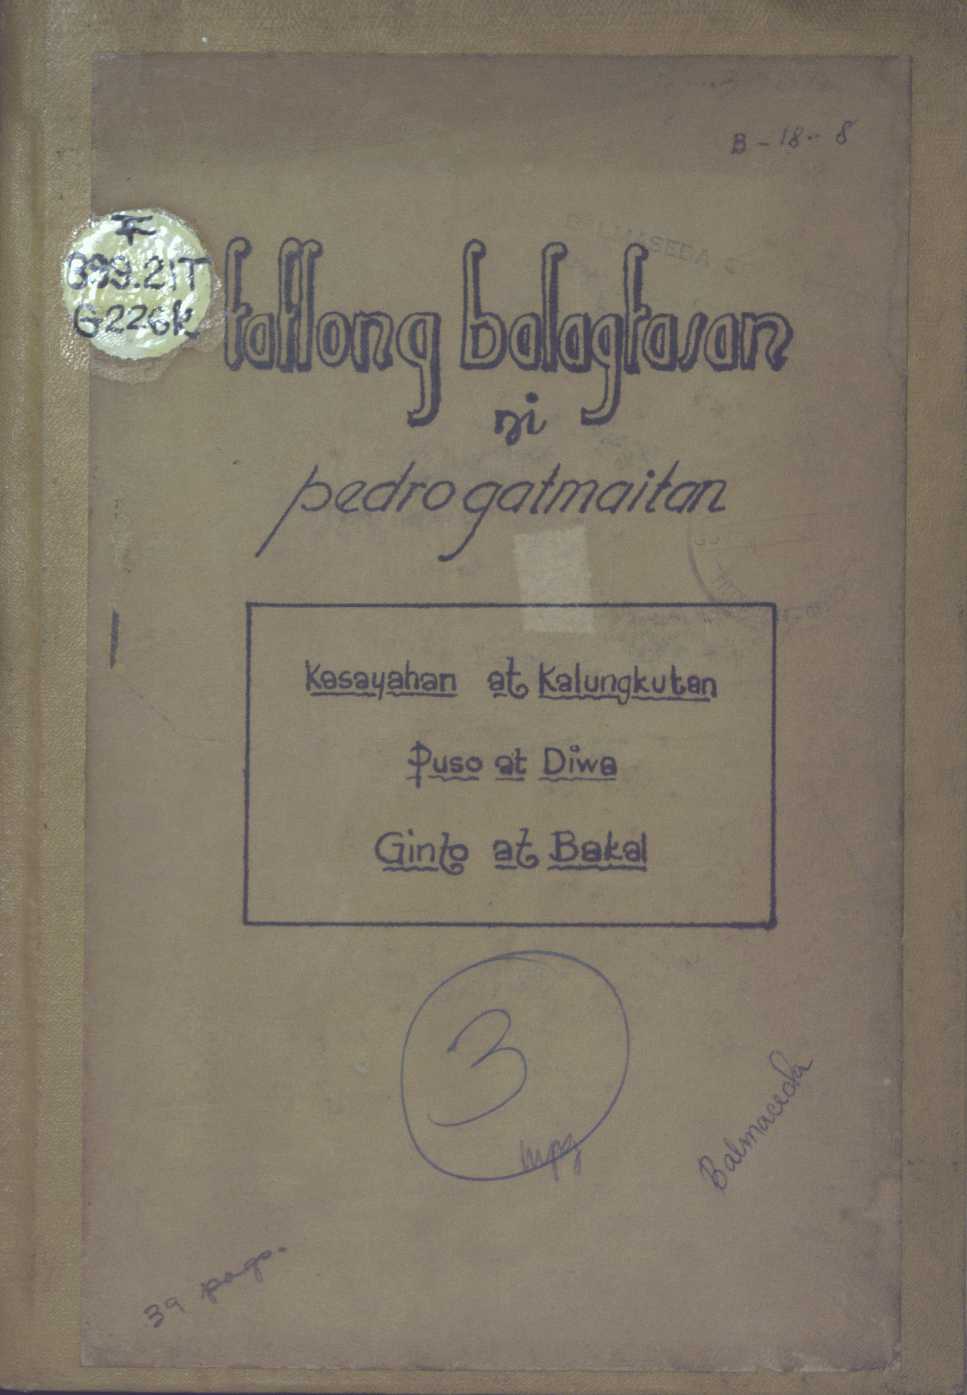 B-18-8
F
899.21T
G226k
tatlong balagtasan
ni
pedro gatmaitan
Kasayahan at Kalungkutan
Puso at Diwa
Ginto at Bakal
3
Balmaceda
39 pags.